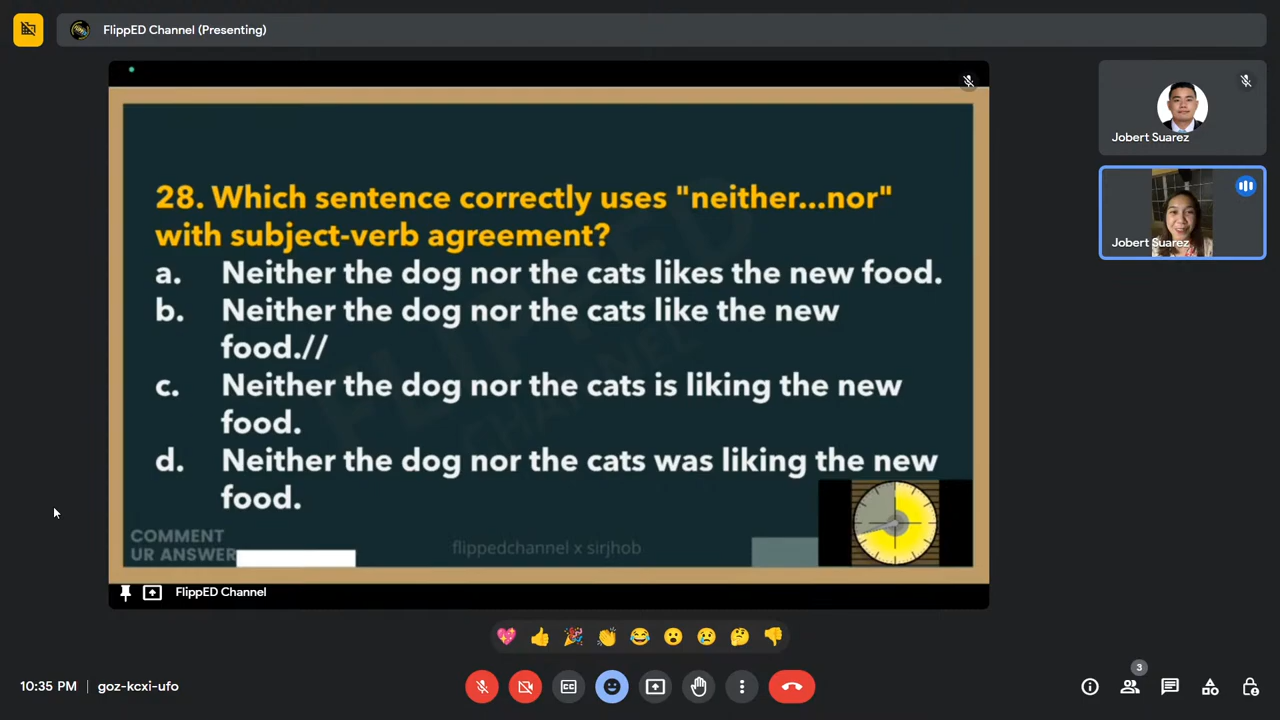 FlippED Channel (Presenting)
28. Which sentence correctly uses "neither...nor"
with subject-verb agreement?
a. Neither the dog nor the cats likes the new food.
b. Neither the dog nor the cats like the new
food.//
c. Neither the dog nor the cats is liking the new
food.
d. Neither the dog nor the cats was liking the new
food.
COMMENT
UR ANSWER
flippedchannel x sirjhob
FLIPPED
CHANNEL
FlippED Channel
Jobert Suarez
Jobert Suarez
10:35 PM | goz-kcxi-ufo
3